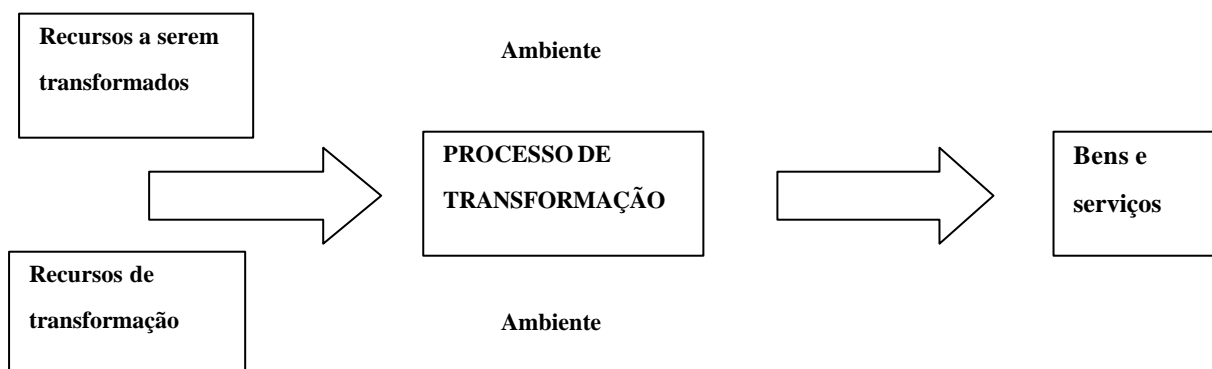 Recursos a serem
transformados
Ambiente
PROCESSO DE
TRANSFORMAÇÃO
Bens e
serviços
Recursos de
transformação
Ambiente